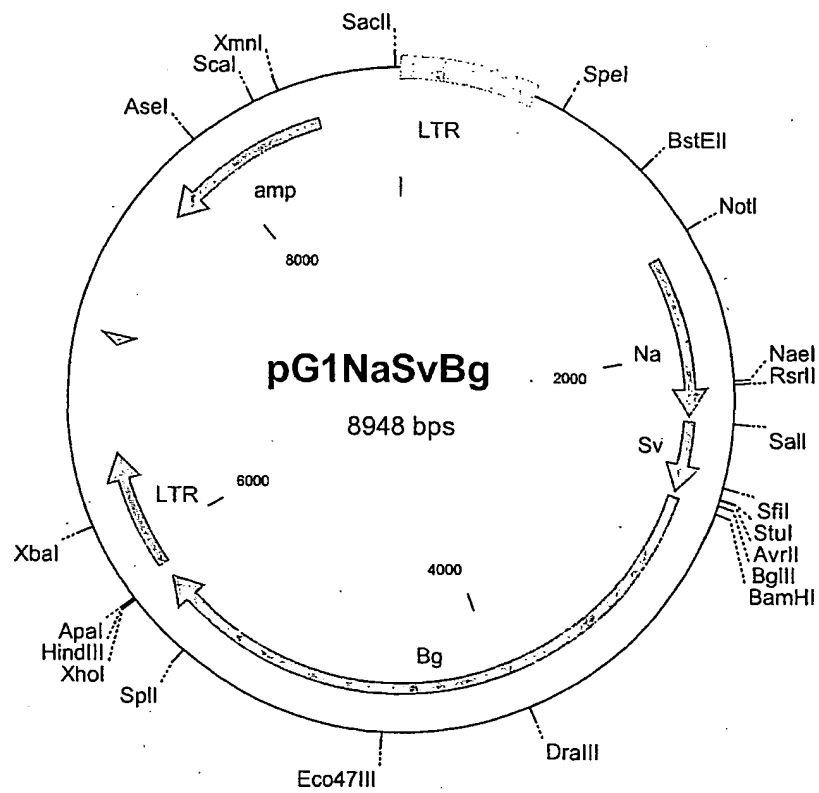 SacII
XmnI
ScaI
AseI
SpeI
LTR
BstEII
amp
NotI
8000
pG1NaSvBg
8948 bps
Na
2000
NaeI
RsrII
Sv
SalI
SfiI
StuI
AvrII
BglII
BamHI
LTR
6000
XbaI
4000
ApaI
HindIII
XhoI
SplI
Bg
DraIII
Eco47III